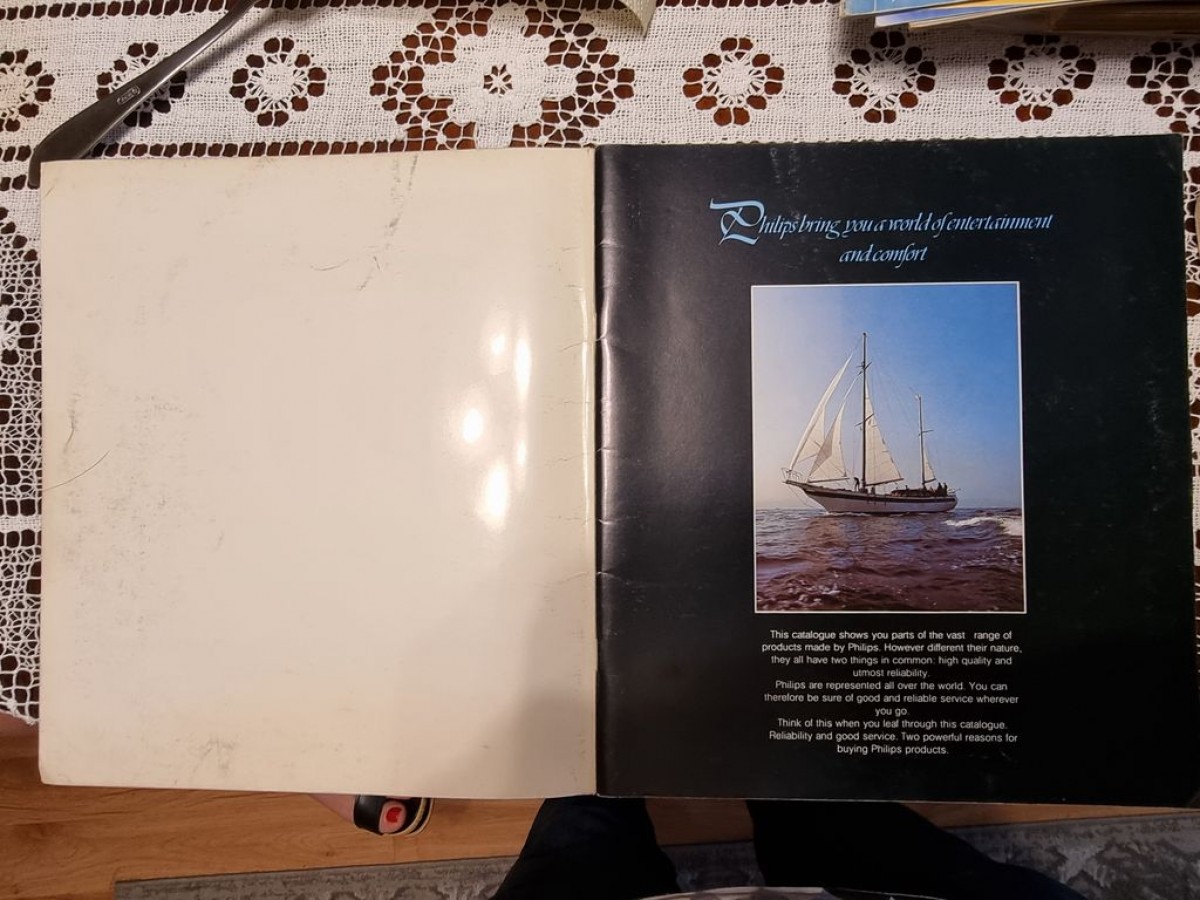 Philips bring you a world of entertainment
and comfort
This catalogue shows you parts of the vast range of
products made by Philips. However different their nature,
they all have two things in common: high quality and
utmost reliability.
Philips are represented all over the world. You can
therefore be sure of good and reliable service wherever
you go.
Think of this when you leaf through this catalogue.
Reliability and good service. Two powerful reasons for
buying Philips products.